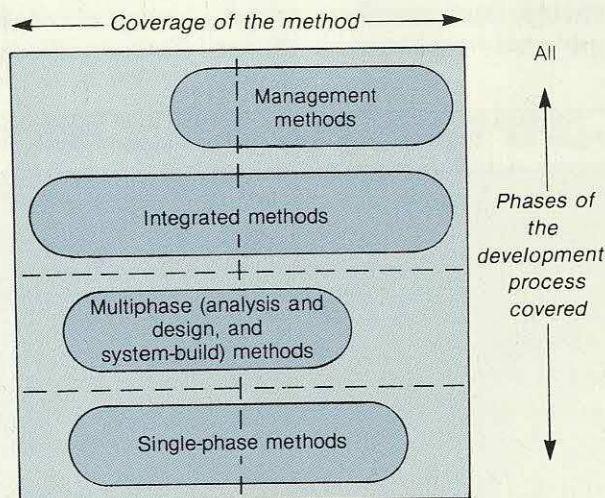 Coverage of the method
All
Management
methods
Integrated methods
Phases of
the
development
process
covered
Multiphase (analysis and
design, and
system-build) methods
Single-phase methods